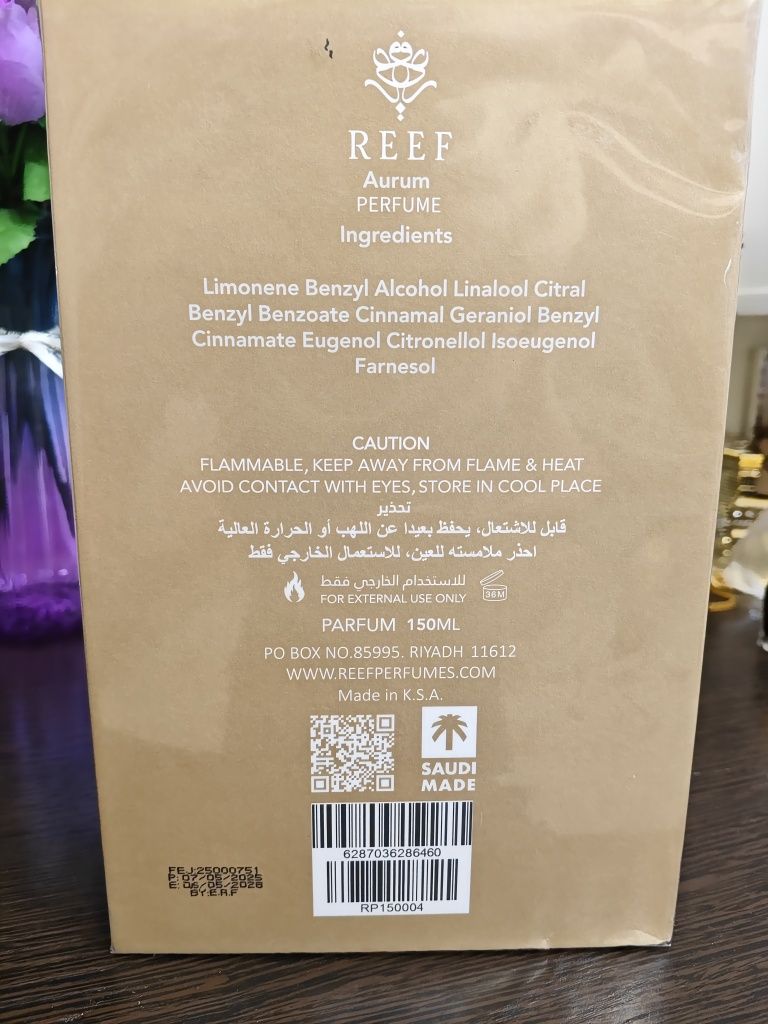 REEF
Aurum
PERFUME
Ingredients
Limonene Benzyl Alcohol Linalool Citral
Benzyl Benzoate Cinnamal Geraniol Benzyl
Cinnamate Eugenol Citronellol Isoeugenol
Farnesol
CAUTION
FLAMMABLE, KEEP AWAY FROM FLAME & HEAT
AVOID CONTACT WITH EYES, STORE IN COOL PLACE
تحذير
قابل للاشتعال، يحفظ بعيدا عن اللهب أو الحرارة العالية
احذر ملامسته للعين، للاستعمال الخارجي فقط
للاستخدام الخارجي فقط
FOR EXTERNAL USE ONLY
36M
PARFUM 150ML
PO BOX NO.85995. RIYADH 11612
WWW.REEFPERFUMES.COM
Made in K.S.A.
SAUDI
MADE
6287036286460
RP150004
FEJ:25000751
P: 07/05/2025
E: 06/05/2028
BY:E.R.F